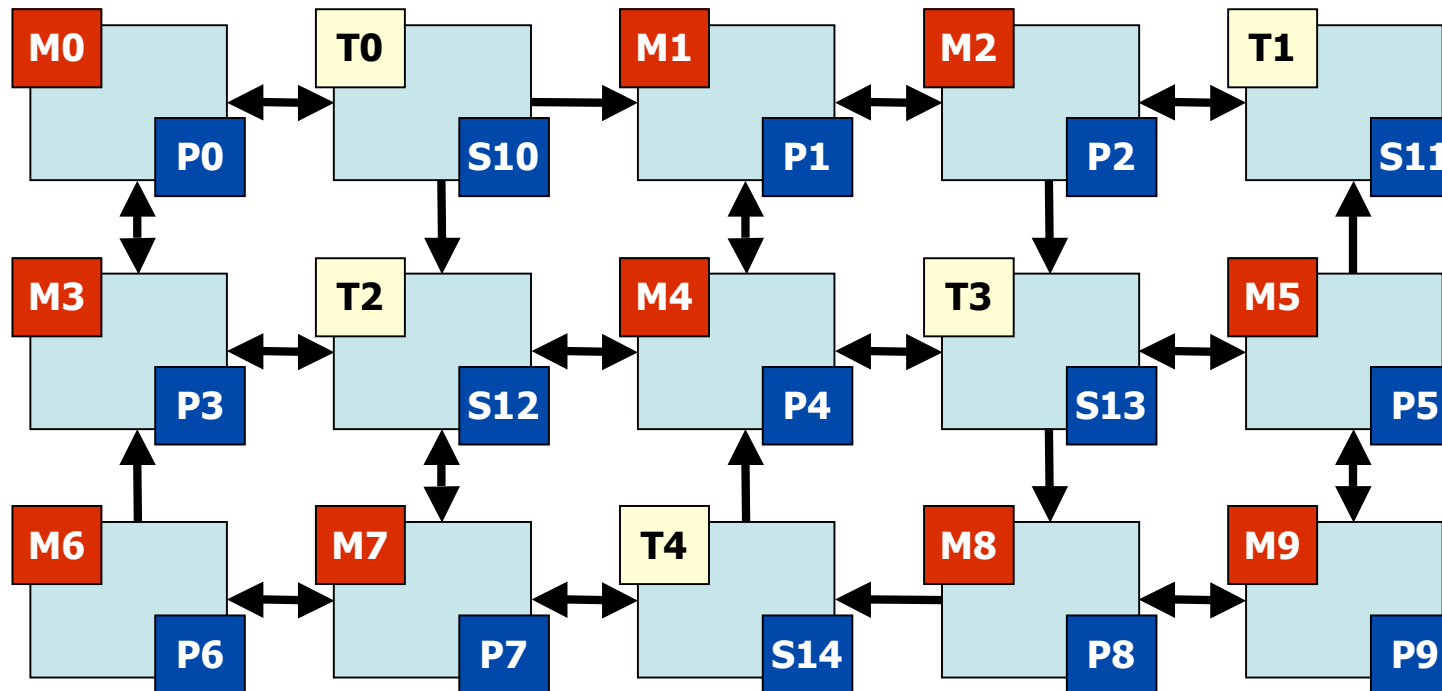 M0 T0 M1 M2 T1
P0 S10 P1 P2 S11
M3 T2 M4 T3 M5
P3 S12 P4 S13 P5
M6 M7 T4 M8 M9
P6 P7 S14 P8 P9